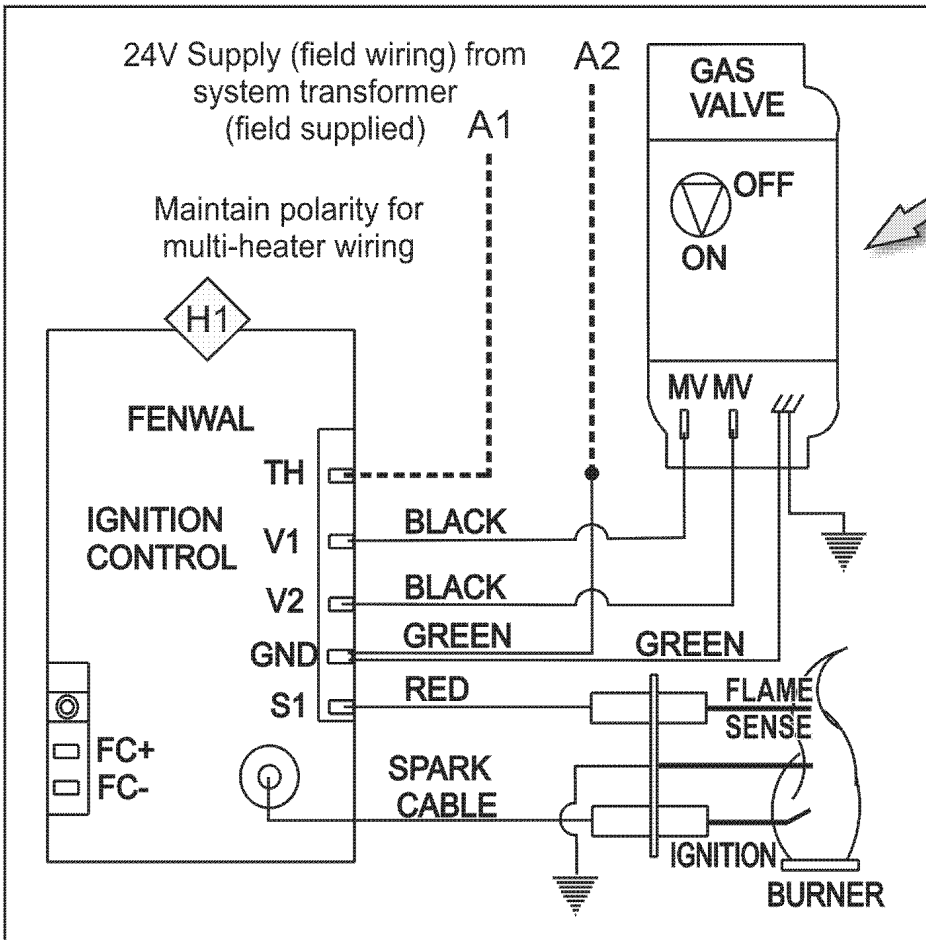 24V Supply (field wiring) from
system transformer
(field supplied)
A1
A2
Maintain polarity for
multi-heater wiring
GAS
VALVE
OFF
ON
MV MV
H1
FENWAL
IGNITION
CONTROL
TH
V1
V2
GND
S1
FC+
FC-
BLACK
BLACK
GREEN
GREEN
RED
FLAME
SENSE
SPARK
CABLE
IGNITION
BURNER